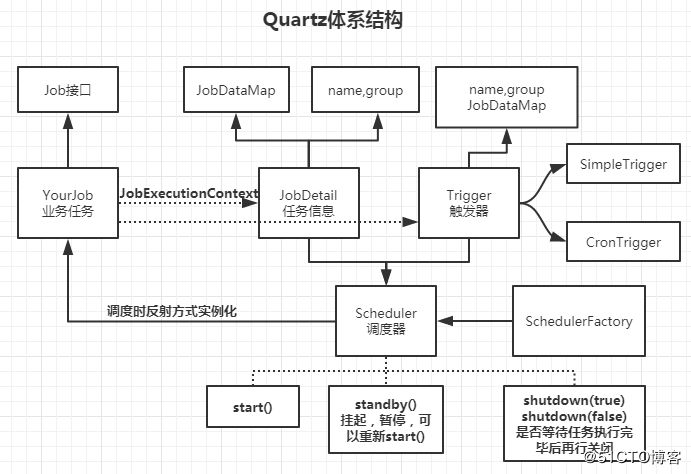 Quartz体系结构
Job接口
JobDataMap
name,group
name,group
JobDataMap
YourJob
业务任务
JobExecutionContext
JobDetail
任务信息
Trigger
触发器
SimpleTrigger
CronTrigger
调度时反射方式实例化
Scheduler
调度器
SchedulerFactory
start()
standby()
挂起，暂停，可
以重新start()
shutdown(true)
shutdown(false)
是否等待任务执行完
毕后再行关闭
@51CTO博客